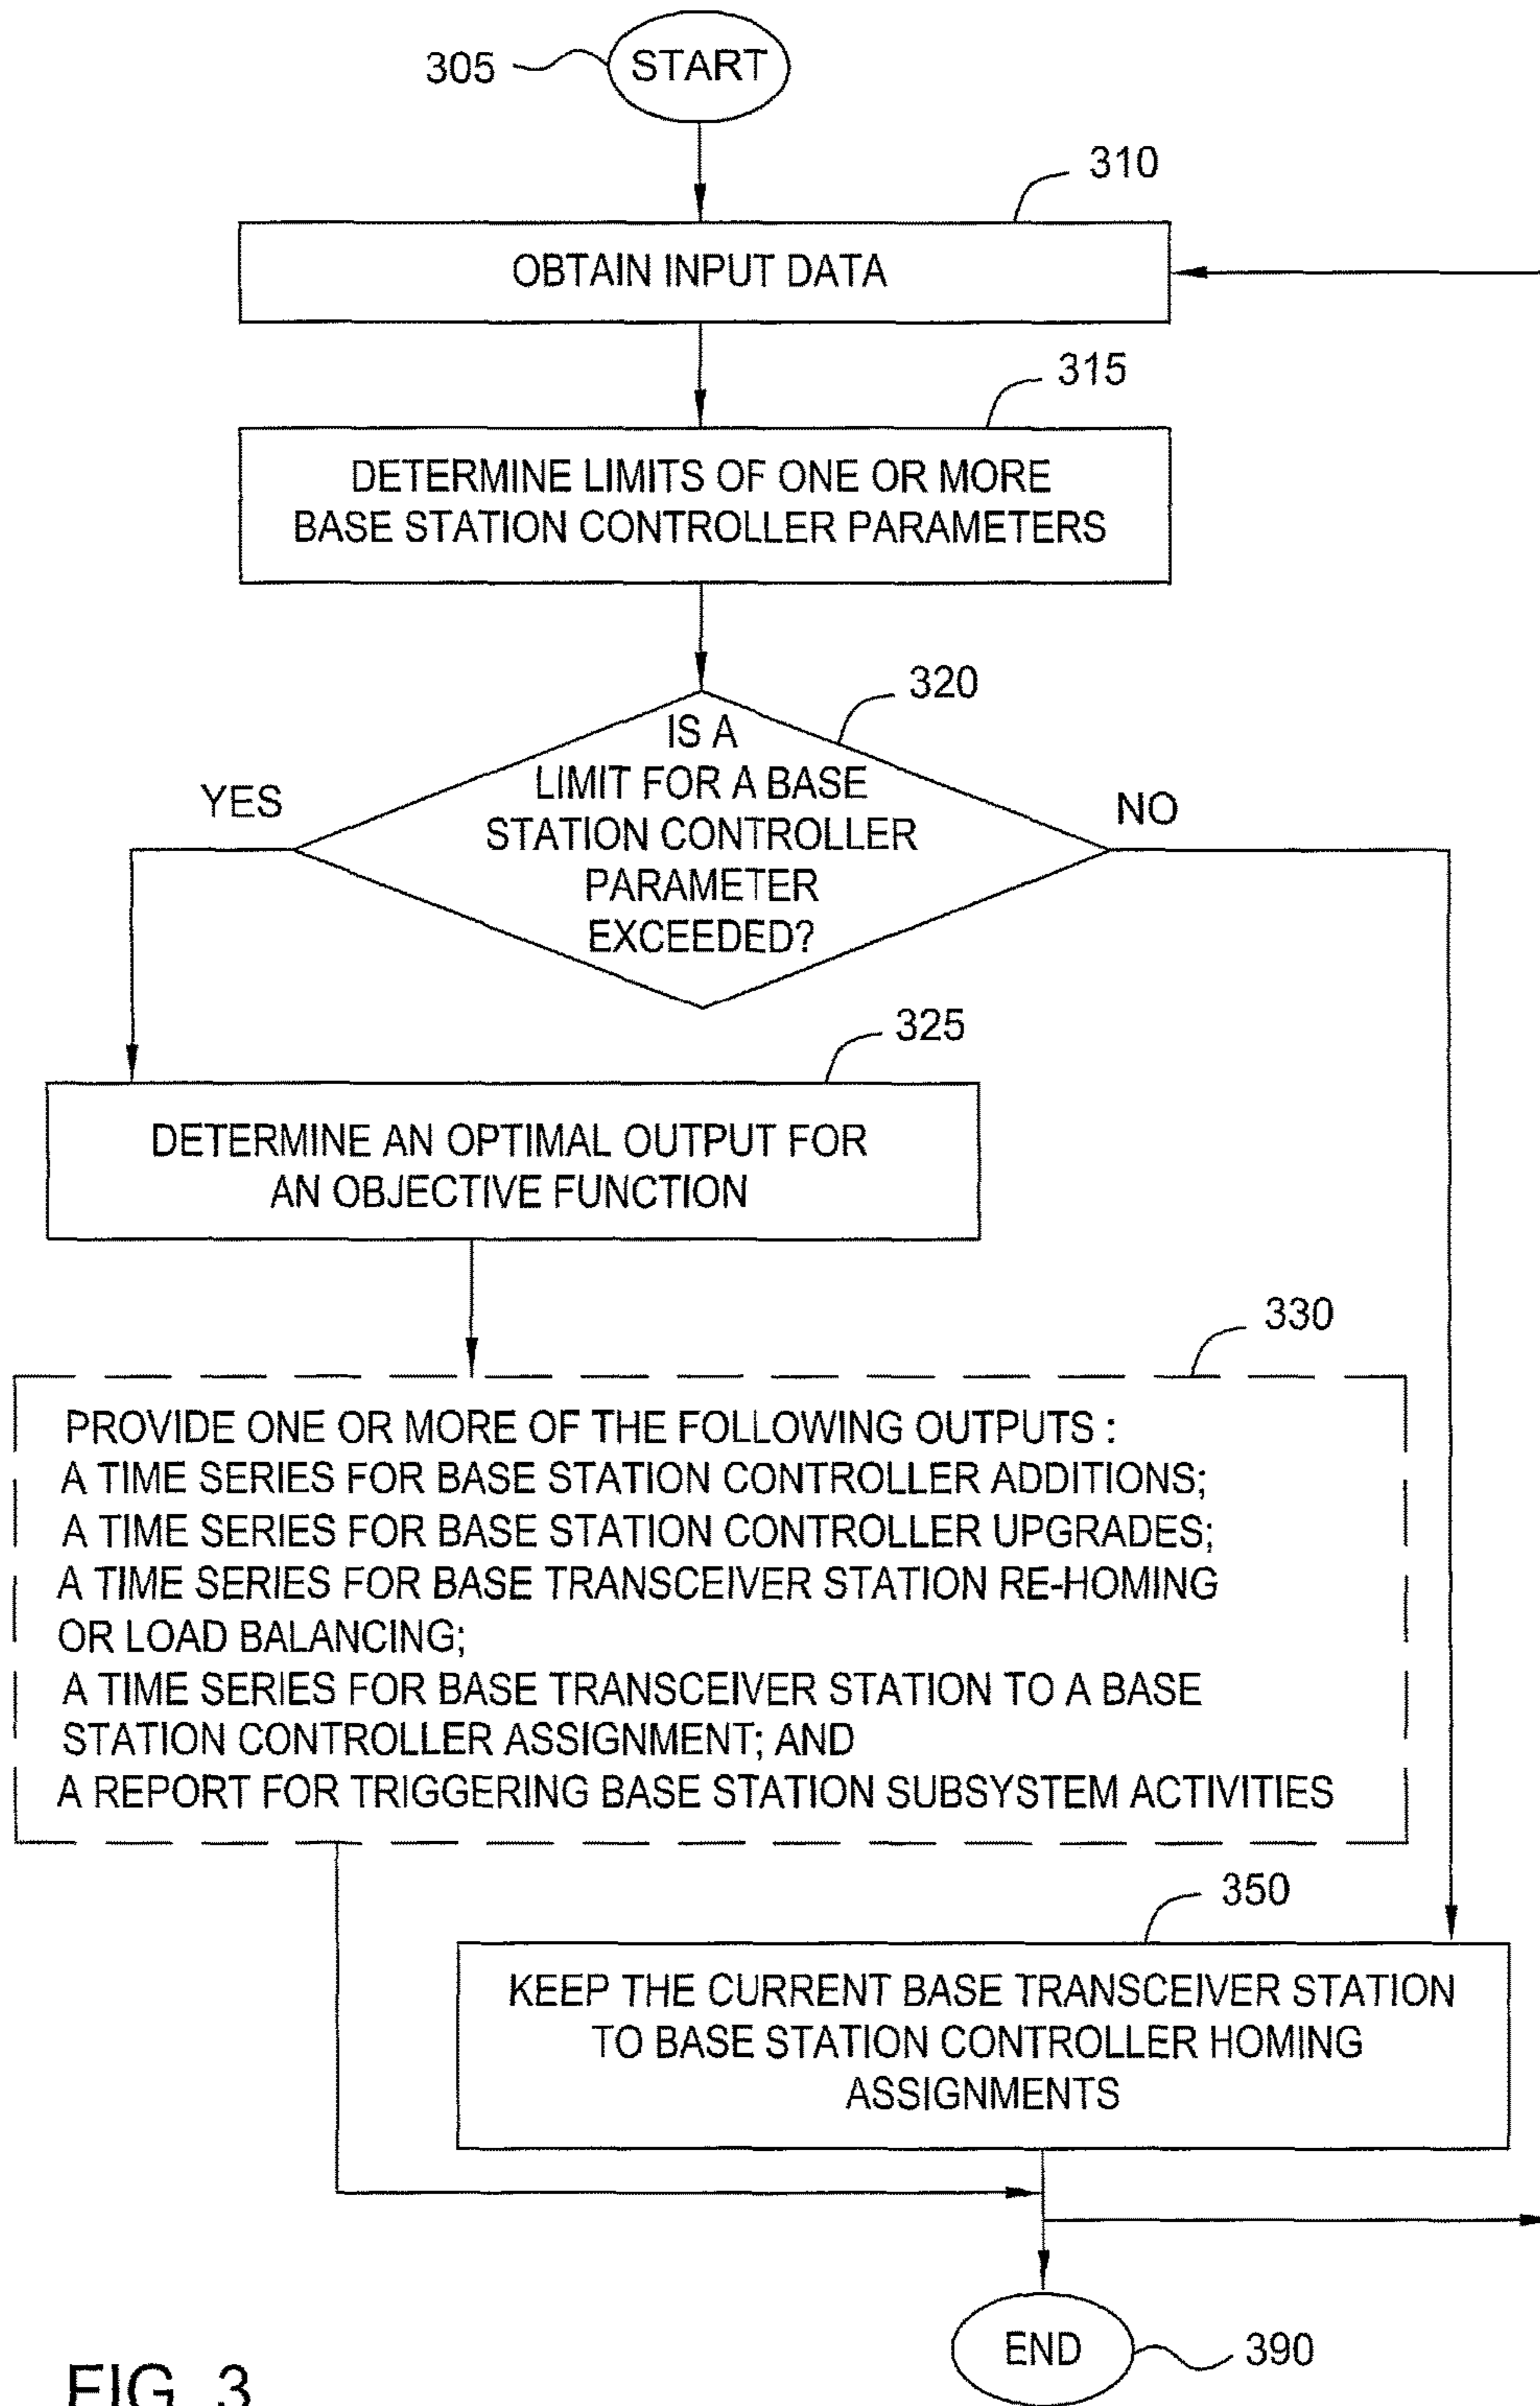 305
START
310
OBTAIN INPUT DATA
315
DETERMINE LIMITS OF ONE OR MORE
BASE STATION CONTROLLER PARAMETERS
320
IS A
LIMIT FOR A BASE
STATION CONTROLLER
PARAMETER
EXCEEDED?
YES
NO
325
DETERMINE AN OPTIMAL OUTPUT FOR
AN OBJECTIVE FUNCTION
330
PROVIDE ONE OR MORE OF THE FOLLOWING OUTPUTS :
A TIME SERIES FOR BASE STATION CONTROLLER ADDITIONS;
A TIME SERIES FOR BASE STATION CONTROLLER UPGRADES;
A TIME SERIES FOR BASE TRANSCEIVER STATION RE-HOMING
OR LOAD BALANCING;
A TIME SERIES FOR BASE TRANSCEIVER STATION TO A BASE
STATION CONTROLLER ASSIGNMENT; AND
A REPORT FOR TRIGGERING BASE STATION SUBSYSTEM ACTIVITIES
350
KEEP THE CURRENT BASE TRANSCEIVER STATION
TO BASE STATION CONTROLLER HOMING
ASSIGNMENTS
END
390
FIG. 3